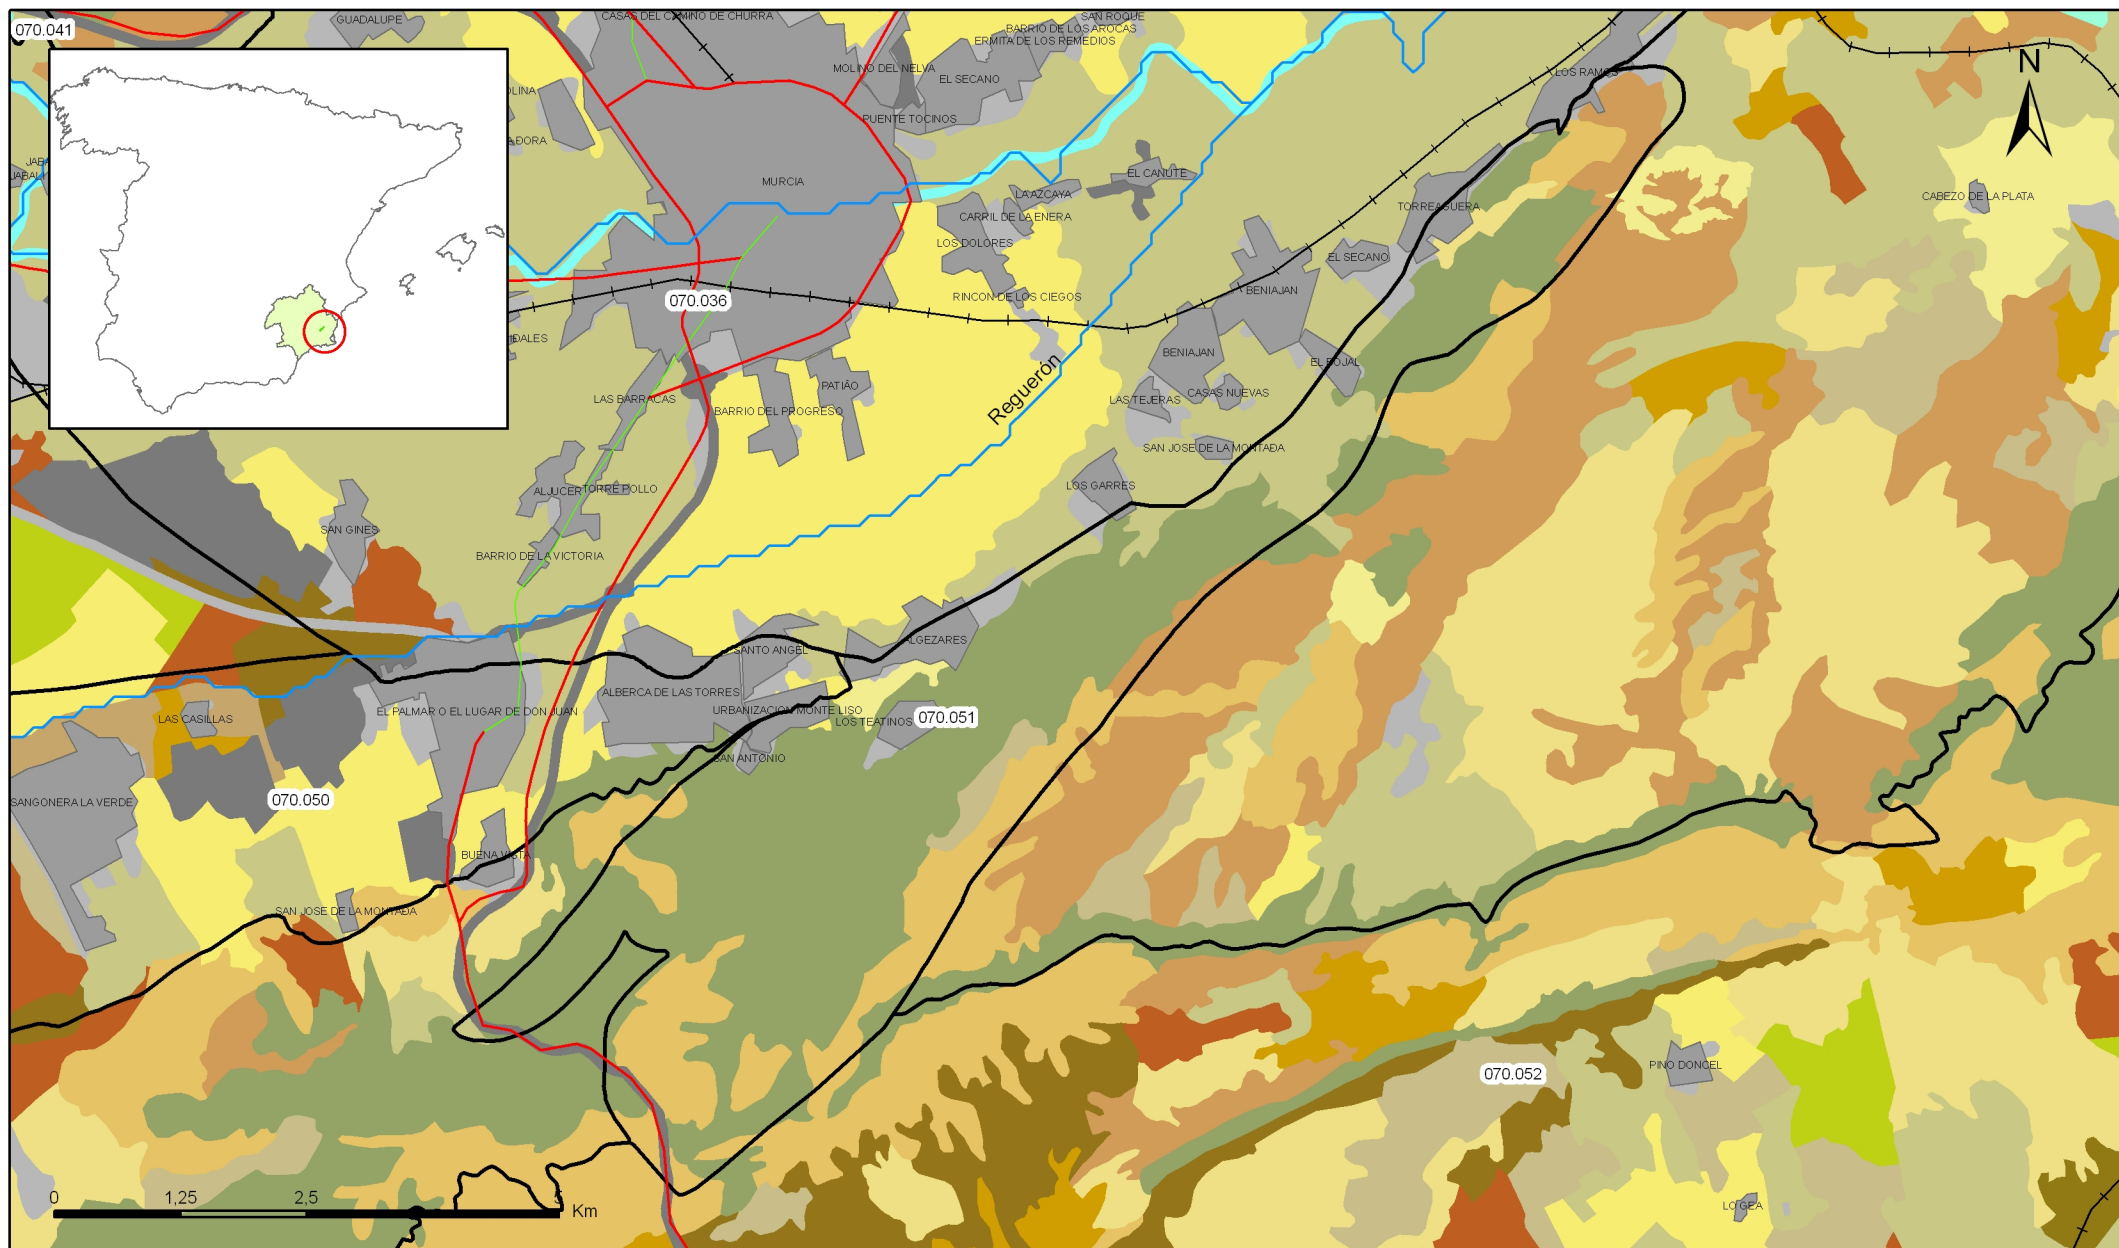 GUADALUPE
CASAS DEL CAMINO DE CHURRA
SAN ROQUE
BARRIO DE LOS AROCAS
ERMITA DE LOS REMEDIOS
070.041
MOLINO DEL NELVA
EL SECANO
LOS RAMOS
N
PUENTE TOCINOS
MURCIA
EL CANUTE
LA AZCAYA
CABEZO DE LA PLATA
TORREAGUERA
CARRIL DE LA ENERA
LOS DOLORES
EL SECANO
BENIAJAN
RINCON DE LOS CIEGOS
070.036
BENIAJAN
EL BOJAL
PATIÃO
LAS BARRACAS
BARRIO DEL PROGRESO
Reguerón
LAS TEJERAS
CASAS NUEVAS
SAN JOSE DE LA MONTAÐA
LOS GARRES
ALJUCER
TORRE POLLO
SAN GINES
BARRIO DE LA VICTORIA
ALGEZARES
SANTO ANGEL
ALBERCA DE LAS TORRES
URBANIZACION MONTE LISO
EL PALMAR O EL LUGAR DE DON JUAN
LOS TEATINOS
070.051
LAS CASILLAS
SAN ANTONIO
SANGONERA LA VERDE
070.050
BUENA VISTA
SAN JOSE DE LA MONTAÐA
070.052
PINO DONCEL
LO GEA
0
1,25
2,5
5
Km